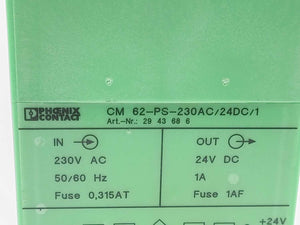 PHŒNIX CONTACT
CM 62-PS-230AC/24DC/1
Art.-Nr.: 29 43 68 6
IN
OUT
230V AC
24V DC
50/60 Hz
1A
Fuse 0,315AT
Fuse 1AF
+24V